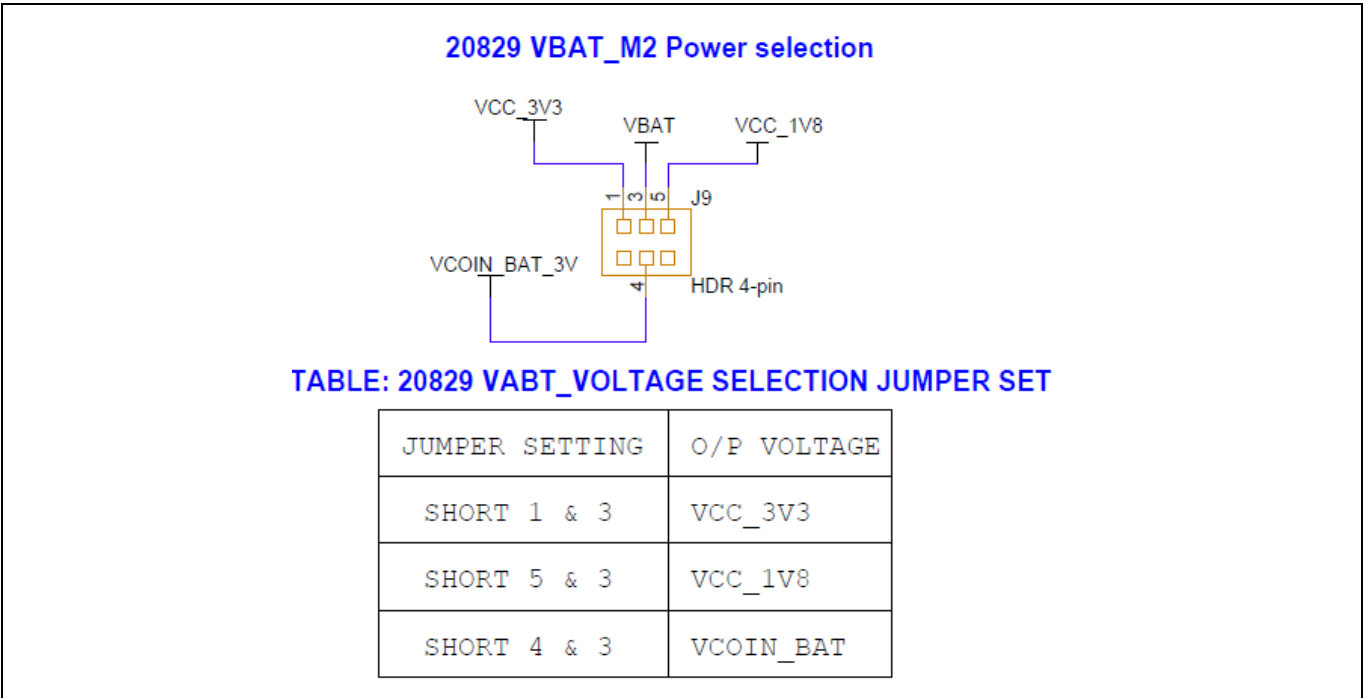 20829 VBAT_M2 Power selection
VCC_3V3
VBAT
VCC_1V8
1
3
5
J9
VCOIN_BAT_3V
4
HDR 4-pin
TABLE: 20829 VABT_VOLTAGE SELECTION JUMPER SET
JUMPER SETTING O/P VOLTAGE
SHORT 1 & 3 VCC_3V3
SHORT 5 & 3 VCC_1V8
SHORT 4 & 3 VCOIN_BAT